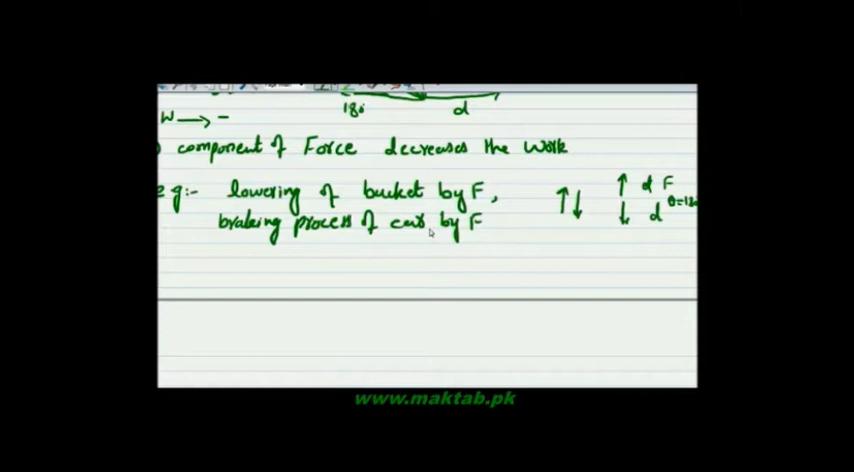 180 d
W → -
component of Force decreases the Work
eg:- lowering of bucket by F, ↑↓ ↑ d F
braking process of car by F ↓ d θ=180
www.maktab.pk